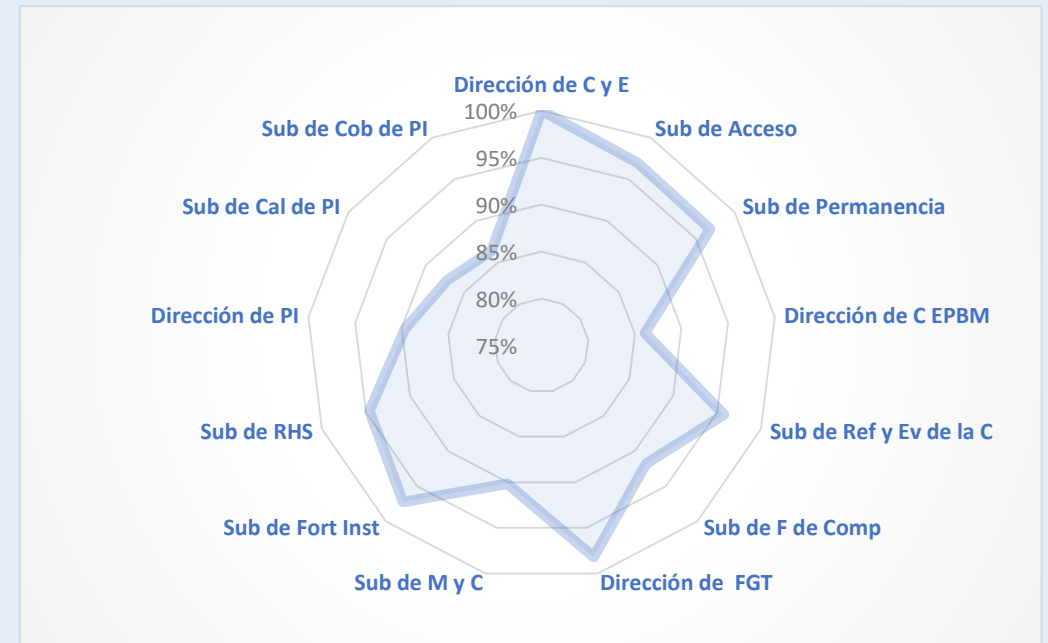 Dirección de C y E
100%
Sub de Cob de PI
Sub de Acceso
95%
Sub de Cal de PI
90%
Sub de Permanencia
85%
80%
Dirección de PI
Dirección de C EPBM
75%
Sub de RHS
Sub de Ref y Ev de la C
Sub de Fort Inst
Sub de F de Comp
Sub de M y C
Dirección de  FGT